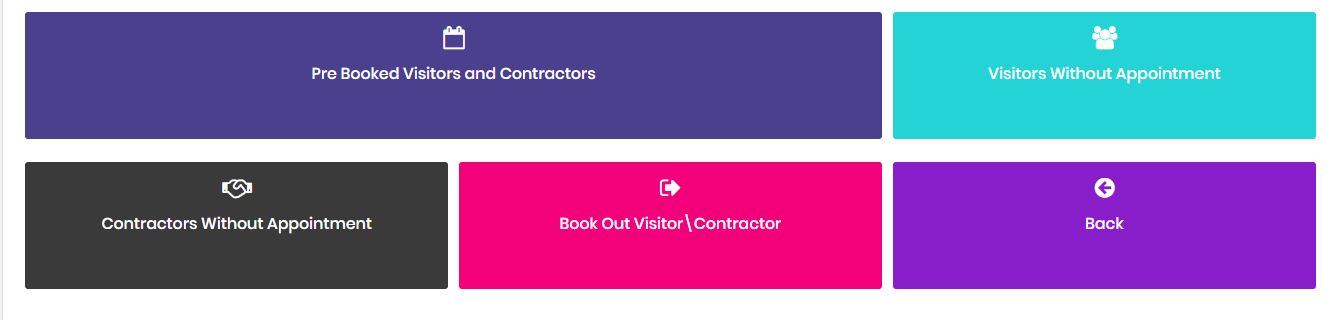 Pre Booked Visitors and Contractors
Visitors Without Appointment
Contractors Without Appointment
Book Out Visitor\Contractor
Back